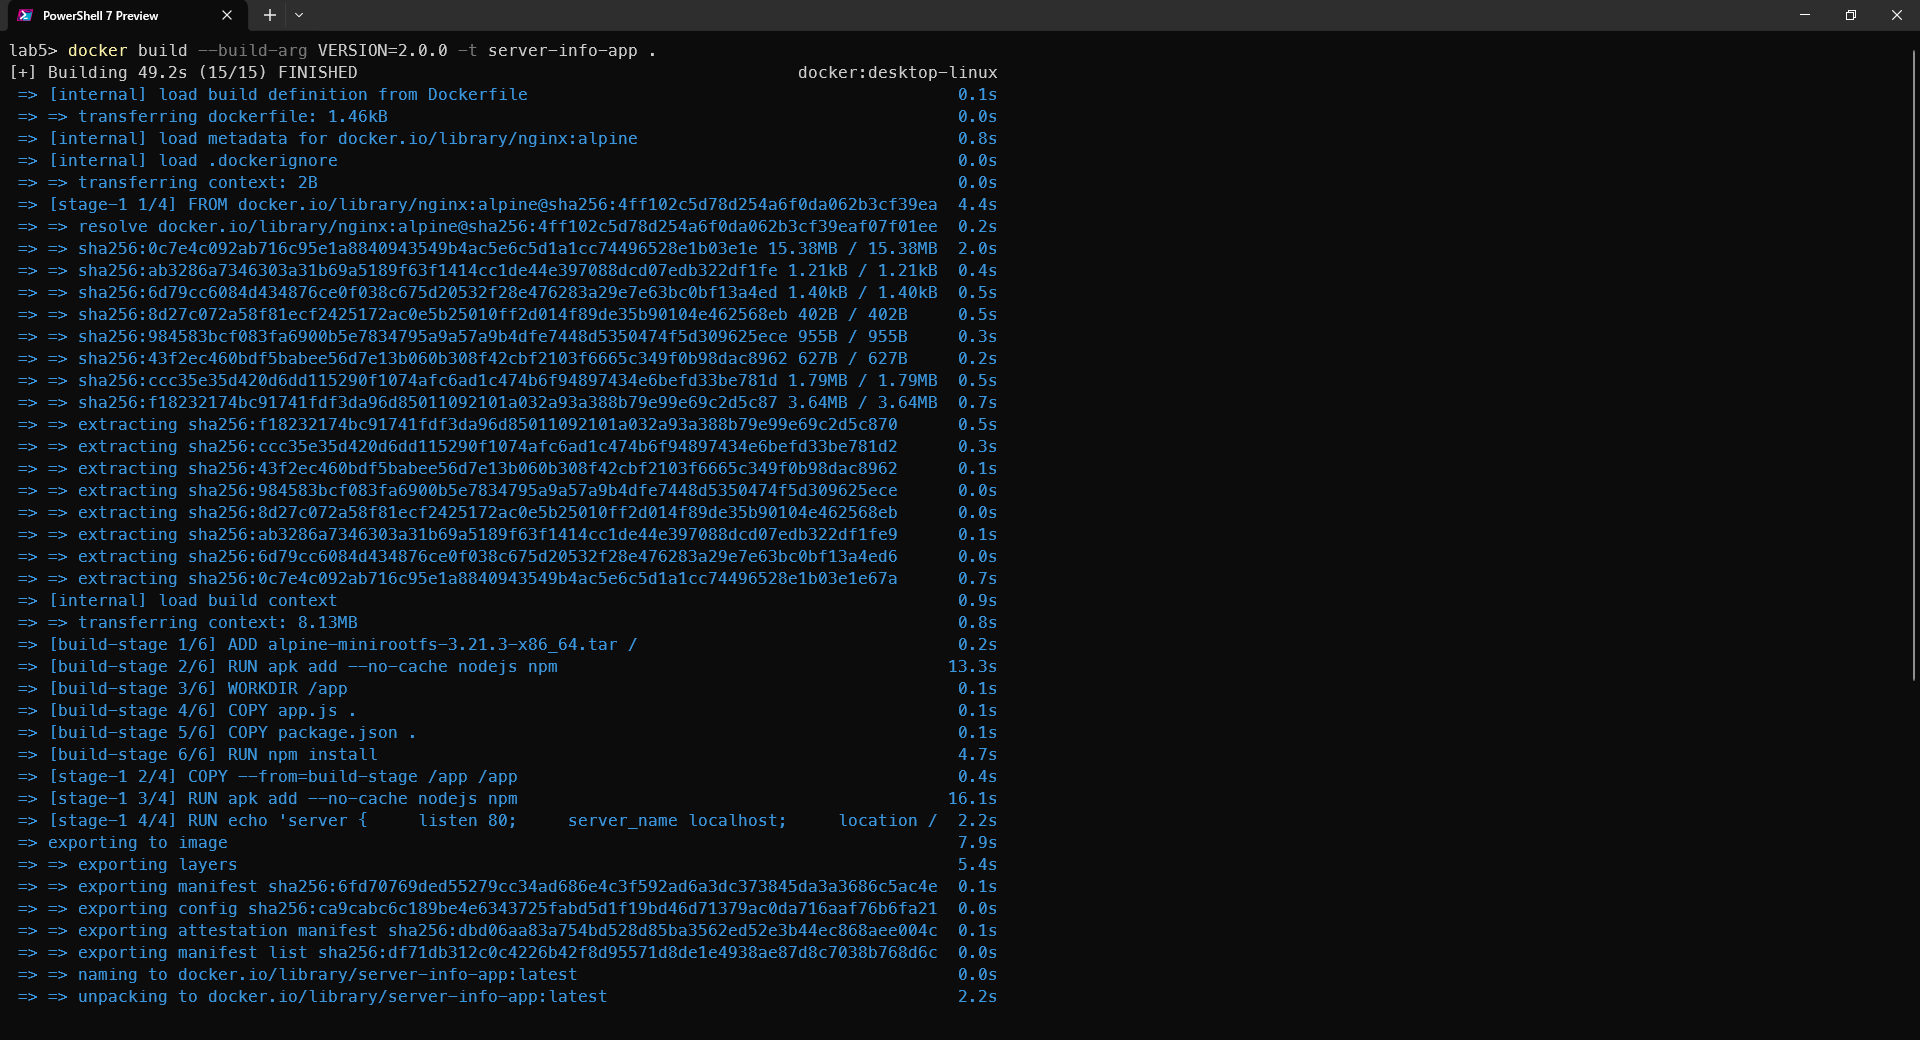 PowerShell 7 Preview
lab5> docker build --build-arg VERSION=2.0.0 -t server-info-app .
[+] Building 49.2s (15/15) FINISHED docker:desktop-linux
=> [internal] load build definition from Dockerfile 0.1s
=> => transferring dockerfile: 1.46kB 0.0s
=> [internal] load metadata for docker.io/library/nginx:alpine 0.8s
=> [internal] load .dockerignore 0.0s
=> => transferring context: 2B 0.0s
=> [stage-1 1/4] FROM docker.io/library/nginx:alpine@sha256:4ff102c5d78d254a6f0da062b3cf39ea 4.4s
=> => resolve docker.io/library/nginx:alpine@sha256:4ff102c5d78d254a6f0da062b3cf39eaf07f01ee 0.2s
=> => sha256:0c7e4c092ab716c95e1a8840943549b4ac5e6c5d1a1cc74496528e1b03e1e 15.38MB / 15.38MB 2.0s
=> => sha256:ab3286a7346303a31b69a5189f63f1414cc1de44e397088dcd07edb322df1fe 1.21kB / 1.21kB 0.4s
=> => sha256:6d79cc6084d434876ce0f038c675d20532f28e476283a29e7e63bc0bf13a4ed 1.40kB / 1.40kB 0.5s
=> => sha256:8d27c072a58f81ecf2425172ac0e5b25010ff2d014f89de35b90104e462568eb 402B / 402B 0.5s
=> => sha256:984583bcf083fa6900b5e7834795a9a57a9b4dfe7448d5350474f5d309625ece 955B / 955B 0.3s
=> => sha256:43f2ec460bdf5babee56d7e13b060b308f42cbf2103f6665c349f0b98dac8962 627B / 627B 0.2s
=> => sha256:ccc35e35d420d6dd115290f1074afc6ad1c474b6f94897434e6befd33be781d 1.79MB / 1.79MB 0.5s
=> => sha256:f18232174bc91741fdf3da96d85011092101a032a93a388b79e99e69c2d5c87 3.64MB / 3.64MB 0.7s
=> => extracting sha256:f18232174bc91741fdf3da96d85011092101a032a93a388b79e99e69c2d5c870 0.5s
=> => extracting sha256:ccc35e35d420d6dd115290f1074afc6ad1c474b6f94897434e6befd33be781d2 0.3s
=> => extracting sha256:43f2ec460bdf5babee56d7e13b060b308f42cbf2103f6665c349f0b98dac8962 0.1s
=> => extracting sha256:984583bcf083fa6900b5e7834795a9a57a9b4dfe7448d5350474f5d309625ece 0.0s
=> => extracting sha256:8d27c072a58f81ecf2425172ac0e5b25010ff2d014f89de35b90104e462568eb 0.0s
=> => extracting sha256:ab3286a7346303a31b69a5189f63f1414cc1de44e397088dcd07edb322df1fe9 0.1s
=> => extracting sha256:6d79cc6084d434876ce0f038c675d20532f28e476283a29e7e63bc0bf13a4ed6 0.0s
=> => extracting sha256:0c7e4c092ab716c95e1a8840943549b4ac5e6c5d1a1cc74496528e1b03e1e67a 0.7s
=> [internal] load build context 0.9s
=> => transferring context: 8.13MB 0.8s
=> [build-stage 1/6] ADD alpine-minirootfs-3.21.3-x86_64.tar / 0.2s
=> [build-stage 2/6] RUN apk add --no-cache nodejs npm 13.3s
=> [build-stage 3/6] WORKDIR /app 0.1s
=> [build-stage 4/6] COPY app.js . 0.1s
=> [build-stage 5/6] COPY package.json . 0.1s
=> [build-stage 6/6] RUN npm install 4.7s
=> [stage-1 2/4] COPY --from=build-stage /app /app 0.4s
=> [stage-1 3/4] RUN apk add --no-cache nodejs npm 16.1s
=> [stage-1 4/4] RUN echo 'server { listen 80; server_name localhost; location / 2.2s
=> exporting to image 7.9s
=> => exporting layers 5.4s
=> => exporting manifest sha256:6fd70769ded55279cc34ad686e4c3f592ad6a3dc373845da3a3686c5ac4e 0.1s
=> => exporting config sha256:ca9cabc6c189be4e6343725fabd5d1f19bd46d71379ac0da716aaf76b6fa21 0.0s
=> => exporting attestation manifest sha256:dbd06aa83a754bd528d85ba3562ed52e3b44ec868aee004c 0.1s
=> => exporting manifest list sha256:df71db312c0c4226b42f8d95571d8de1e4938ae87d8c7038b768d6c 0.0s
=> => naming to docker.io/library/server-info-app:latest 0.0s
=> => unpacking to docker.io/library/server-info-app:latest 2.2s